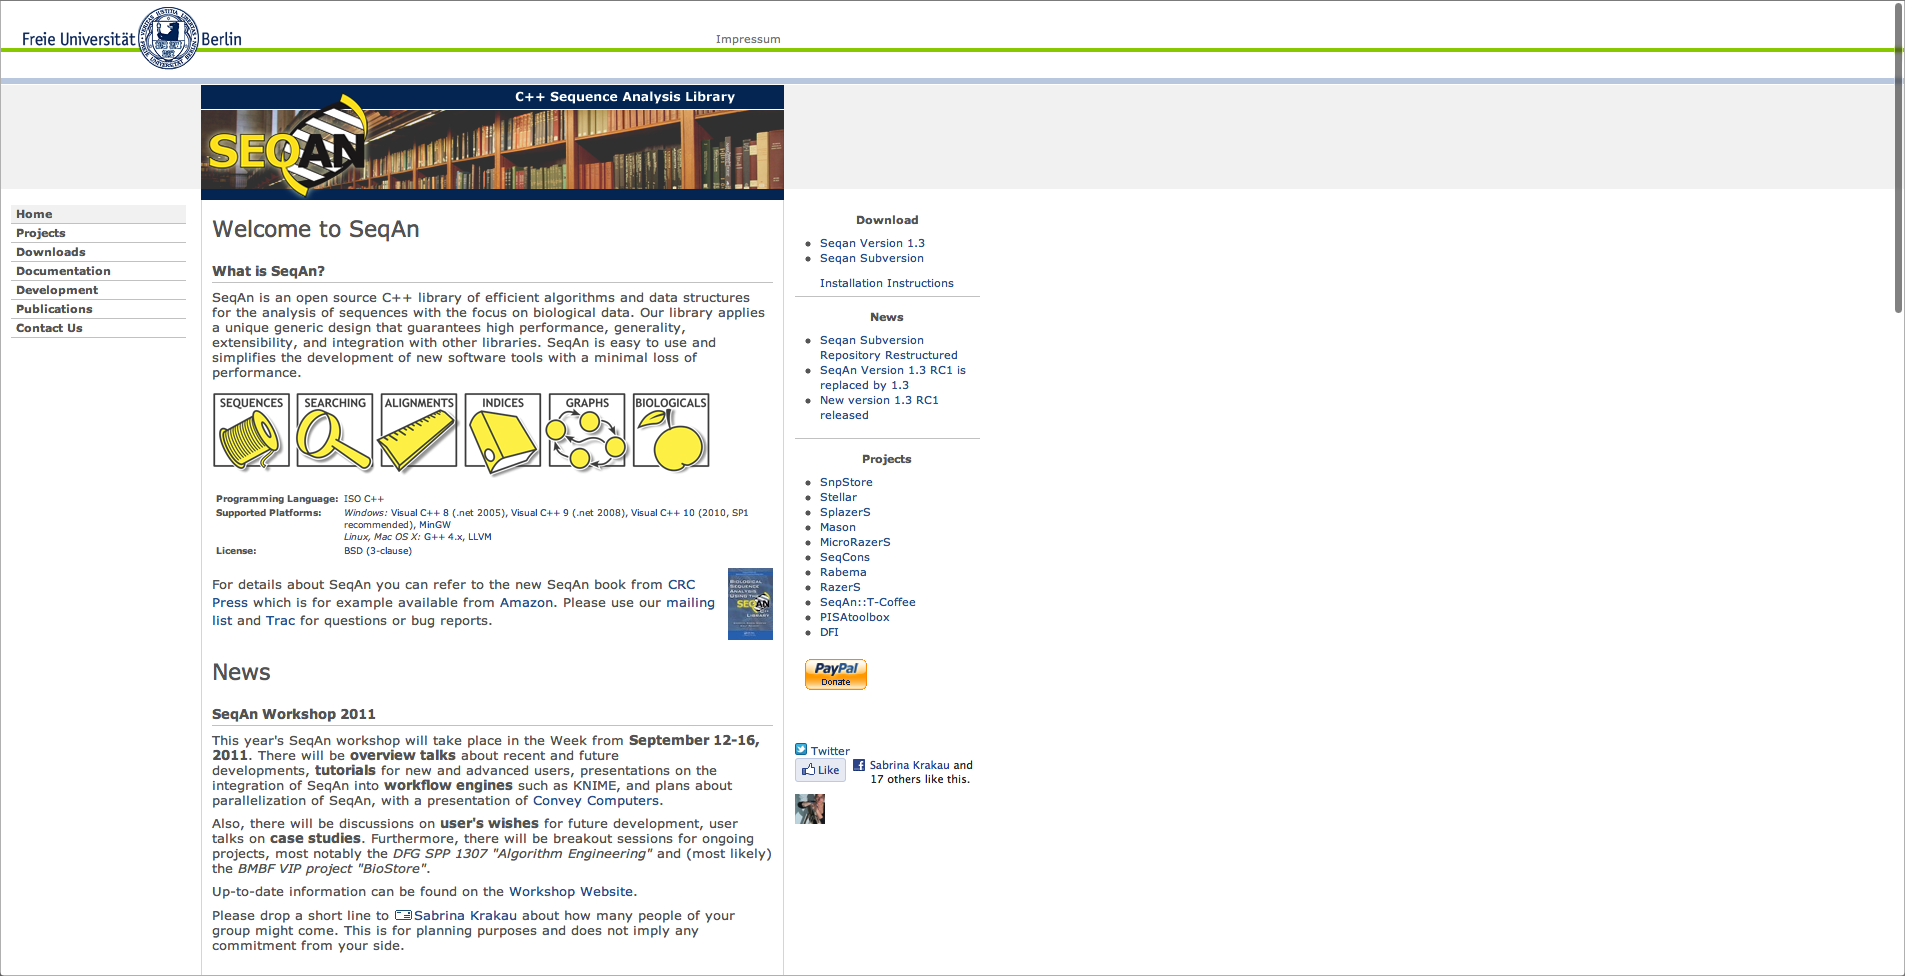 Freie Universität Berlin
Impressum
C++ Sequence Analysis Library
SEQAN
Home
Projects
Downloads
Documentation
Development
Publications
Contact Us
Welcome to SeqAn
What is SeqAn?
SeqAn is an open source C++ library of efficient algorithms and data structures
for the analysis of sequences with the focus on biological data. Our library applies
a unique generic design that guarantees high performance, generality,
extensibility, and integration with other libraries. SeqAn is easy to use and
simplifies the development of new software tools with a minimal loss of
performance.
SEQUENCES SEARCHING ALIGNMENTS INDICES GRAPHS BIOLOGICALS
Programming Language: ISO C++
Supported Platforms: Windows: Visual C++ 8 (.net 2005), Visual C++ 9 (.net 2008), Visual C++ 10 (2010, SP1
recommended), MinGW
Linux, Mac OS X: G++ 4.x, LLVM
License: BSD (3-clause)
For details about SeqAn you can refer to the new SeqAn book from CRC
Press which is for example available from Amazon. Please use our mailing
list and Trac for questions or bug reports.
BIOLOGICAL
SEQUENCE
ANALYSIS
USING THE
SEQAN
C++
LIBRARY
News
SeqAn Workshop 2011
This year's SeqAn workshop will take place in the Week from September 12-16,
2011. There will be overview talks about recent and future
developments, tutorials for new and advanced users, presentations on the
integration of SeqAn into workflow engines such as KNIME, and plans about
parallelization of SeqAn, with a presentation of Convey Computers.
Also, there will be discussions on user's wishes for future development, user
talks on case studies. Furthermore, there will be breakout sessions for ongoing
projects, most notably the DFG SPP 1307 "Algorithm Engineering" and (most likely)
the BMBF VIP project "BioStore".
Up-to-date information can be found on the Workshop Website.
Please drop a short line to Sabrina Krakau about how many people of your
group might come. This is for planning purposes and does not imply any
commitment from your side.
Download
Seqan Version 1.3
Seqan Subversion
Installation Instructions
News
Seqan Subversion
Repository Restructured
SeqAn Version 1.3 RC1 is
replaced by 1.3
New version 1.3 RC1
released
Projects
SnpStore
Stellar
SplazerS
Mason
MicroRazerS
SeqCons
Rabema
RazerS
SeqAn::T-Coffee
PISAtoolbox
DFI
PayPal
Donate
Twitter
Like
Sabrina Krakau and
17 others like this.